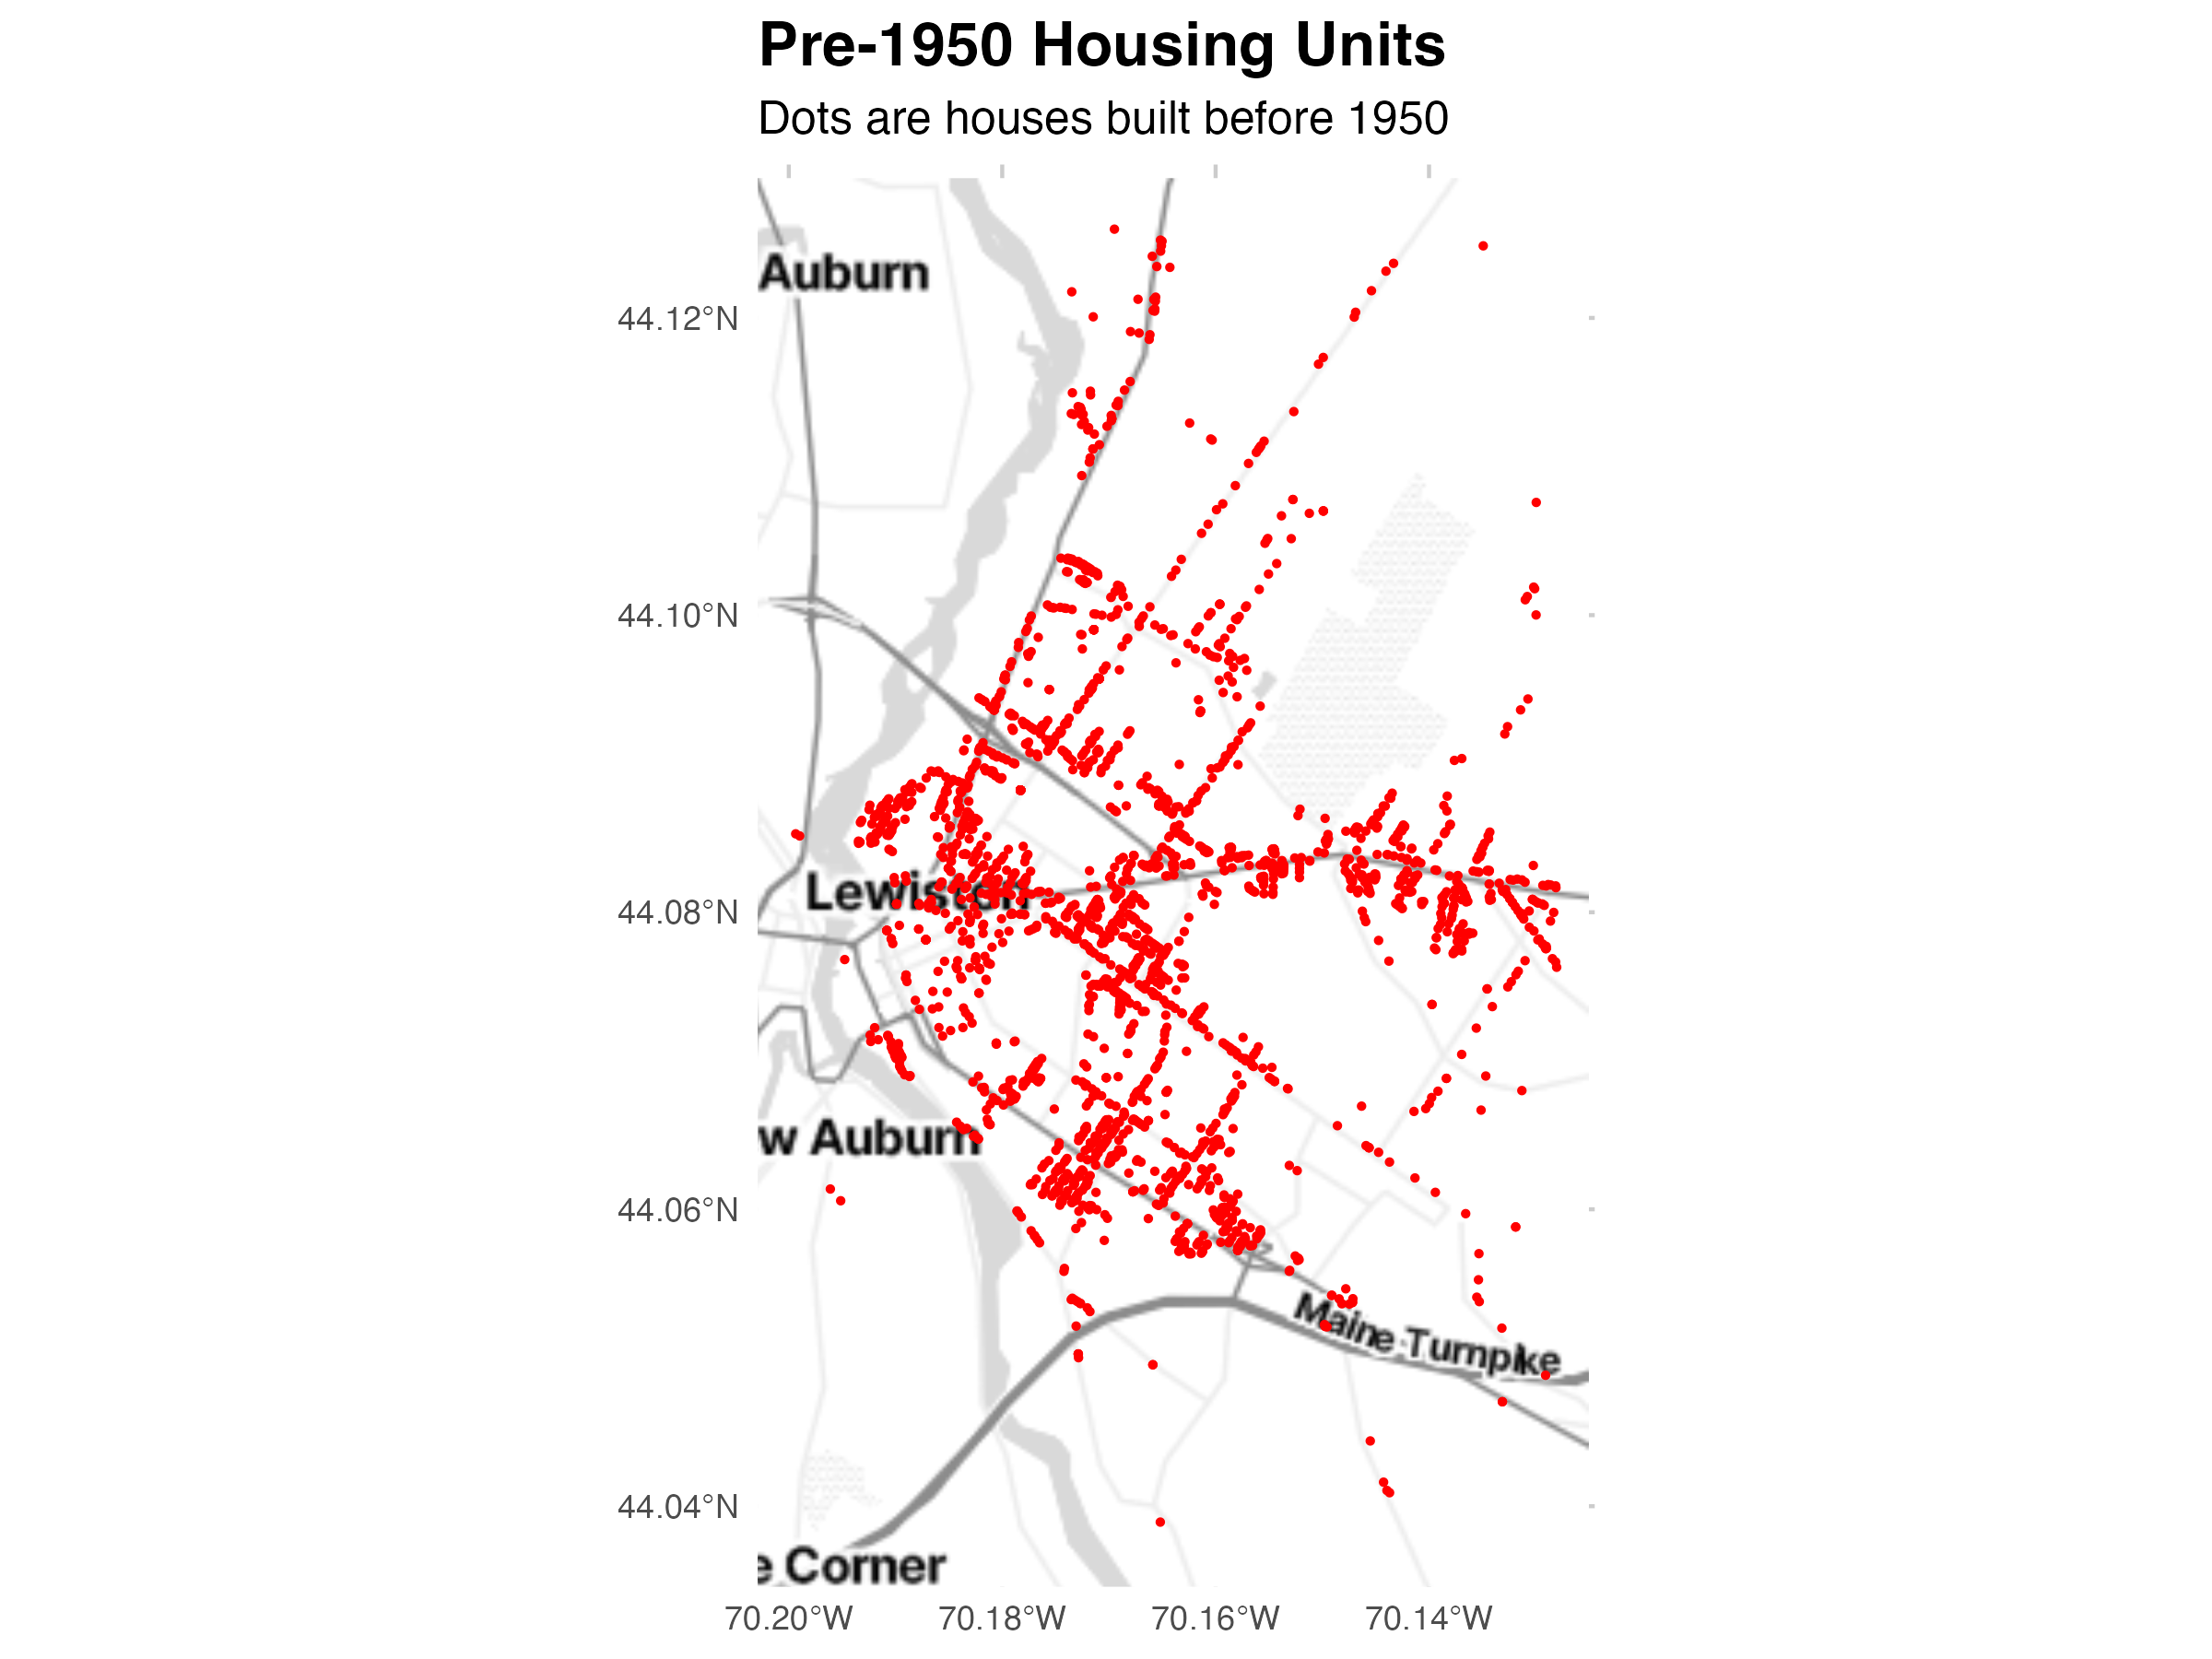 Pre-1950 Housing Units
Dots are houses built before 1950
Auburn
44.12°N
44.10°N
Lewiston
44.08°N
w Auburn
44.06°N
Maine Turnpike
44.04°N
e Corner
70.20°W 70.18°W 70.16°W 70.14°W